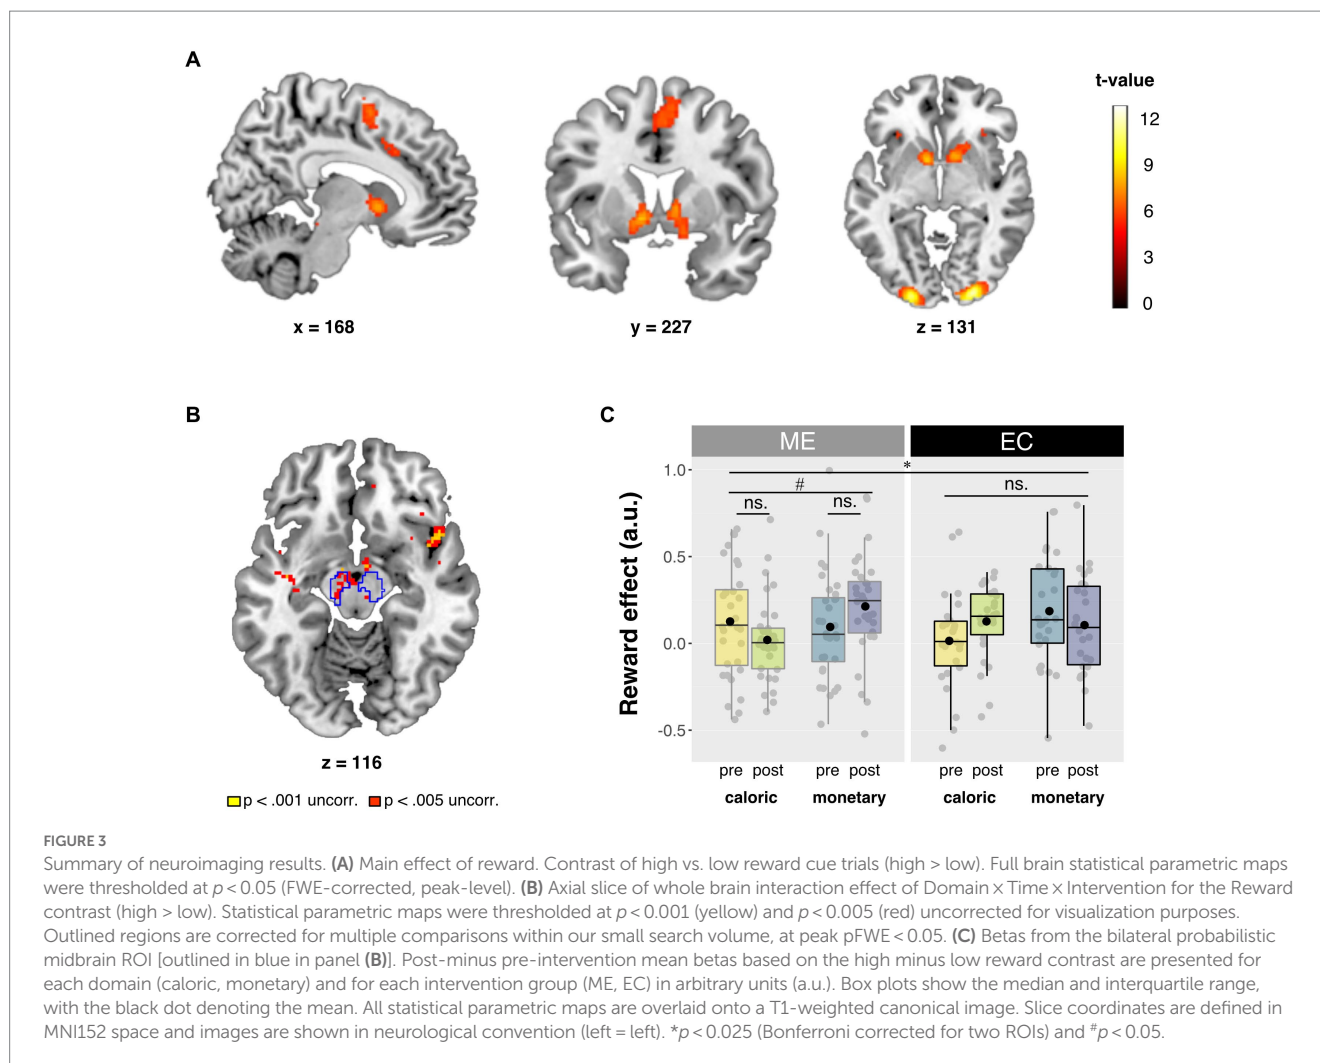 A
t-value
12
9
6
3
0
x = 168
y = 227
z = 131
B
z = 116
p < .001 uncorr. p < .005 uncorr.
C
ME EC
Reward effect (a.u.)
1.0
0.5
0.0
-0.5
*
#
ns.
ns. ns.
pre post pre post pre post pre post
caloric monetary caloric monetary
FIGURE 3
Summary of neuroimaging results. (A) Main effect of reward. Contrast of high vs. low reward cue trials (high > low). Full brain statistical parametric maps
were thresholded at p < 0.05 (FWE-corrected, peak-level). (B) Axial slice of whole brain interaction effect of Domain × Time × Intervention for the Reward
contrast (high > low). Statistical parametric maps were thresholded at p < 0.001 (yellow) and p < 0.005 (red) uncorrected for visualization purposes.
Outlined regions are corrected for multiple comparisons within our small search volume, at peak pFWE < 0.05. (C) Betas from the bilateral probabilistic
midbrain ROI [outlined in blue in panel (B)]. Post-minus pre-intervention mean betas based on the high minus low reward contrast are presented for
each domain (caloric, monetary) and for each intervention group (ME, EC) in arbitrary units (a.u.). Box plots show the median and interquartile range,
with the black dot denoting the mean. All statistical parametric maps are overlaid onto a T1-weighted canonical image. Slice coordinates are defined in
MNI152 space and images are shown in neurological convention (left = left). *p < 0.025 (Bonferroni corrected for two ROIs) and #p < 0.05.